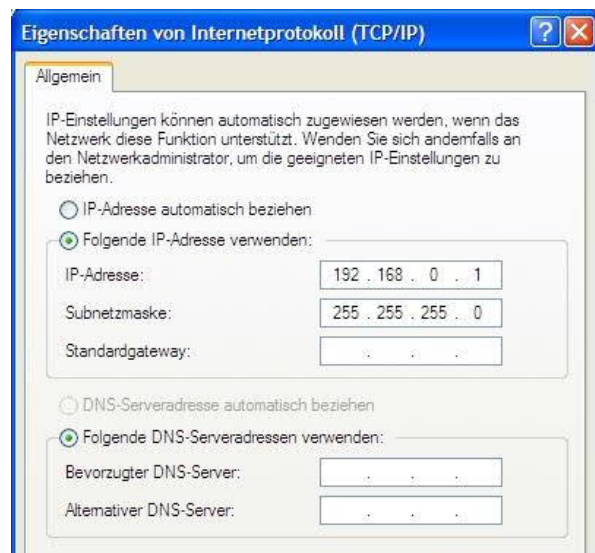 Eigenschaften von Internetprotokoll (TCP/IP)
Allgemein
IP-Einstellungen können automatisch zugewiesen werden, wenn das
Netzwerk diese Funktion unterstützt. Wenden Sie sich andernfalls an
den Netzwerkadministrator, um die geeigneten IP-Einstellungen zu
beziehen.
IP-Adresse automatisch beziehen
Folgende IP-Adresse verwenden:
IP-Adresse: 192 . 168 . 0 . 1
Subnetzmaske: 255 . 255 . 255 . 0
Standardgateway: . . .
DNS-Serveradresse automatisch beziehen
Folgende DNS-Serveradressen verwenden:
Bevorzugter DNS-Server: . . .
Alternativer DNS-Server: . . .